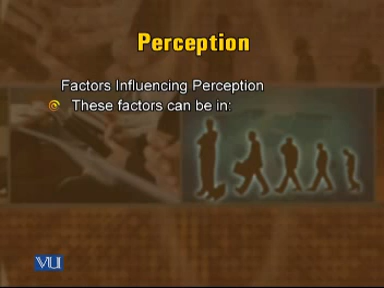 Perception
Factors Influencing Perception
These factors can be in:
VU